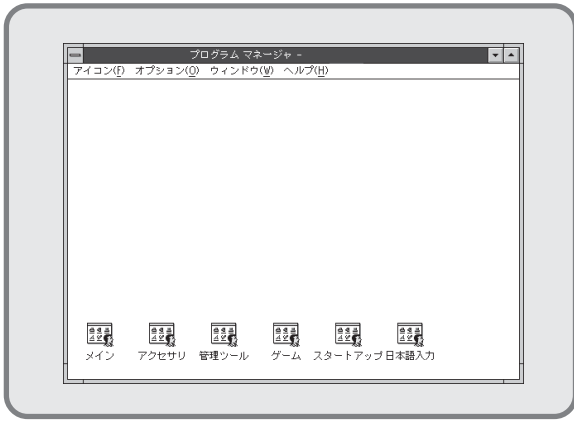 プログラム マネージャ -
アイコン(F) オプション(O) ウィンドウ(W) ヘルプ(H)
メイン アクセサリ 管理ツール ゲーム スタートアップ 日本語入力